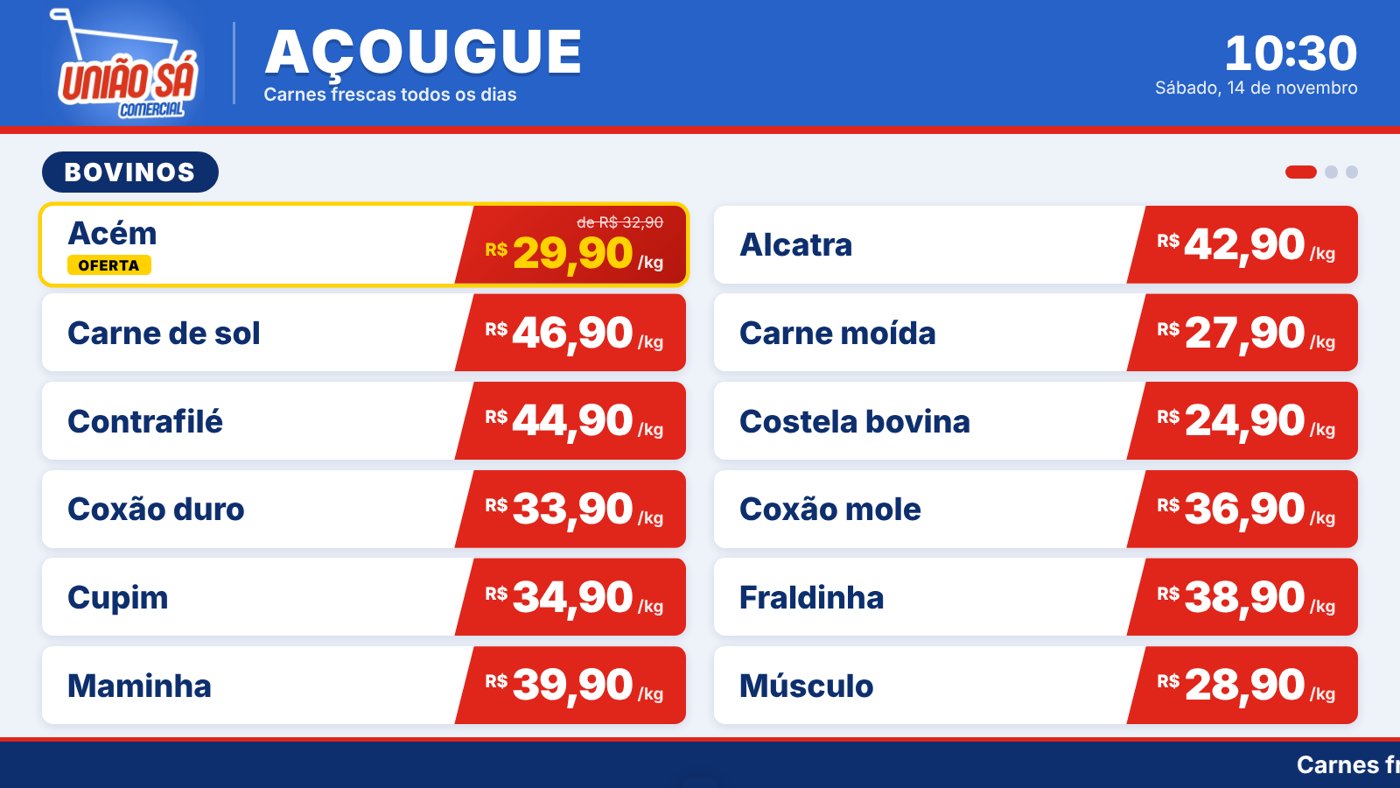 UNIÃO SÁ
COMERCIAL
AÇOUGUE
Carnes frescas todos os dias
10:30
Sábado, 14 de novembro
BOVINOS
Acém
OFERTA
de R$ 32,90
R$ 29,90 /kg
Alcatra
R$ 42,90 /kg
Carne de sol
R$ 46,90 /kg
Carne moída
R$ 27,90 /kg
Contrafilé
R$ 44,90 /kg
Costela bovina
R$ 24,90 /kg
Coxão duro
R$ 33,90 /kg
Coxão mole
R$ 36,90 /kg
Cupim
R$ 34,90 /kg
Fraldinha
R$ 38,90 /kg
Maminha
R$ 39,90 /kg
Músculo
R$ 28,90 /kg
Carnes